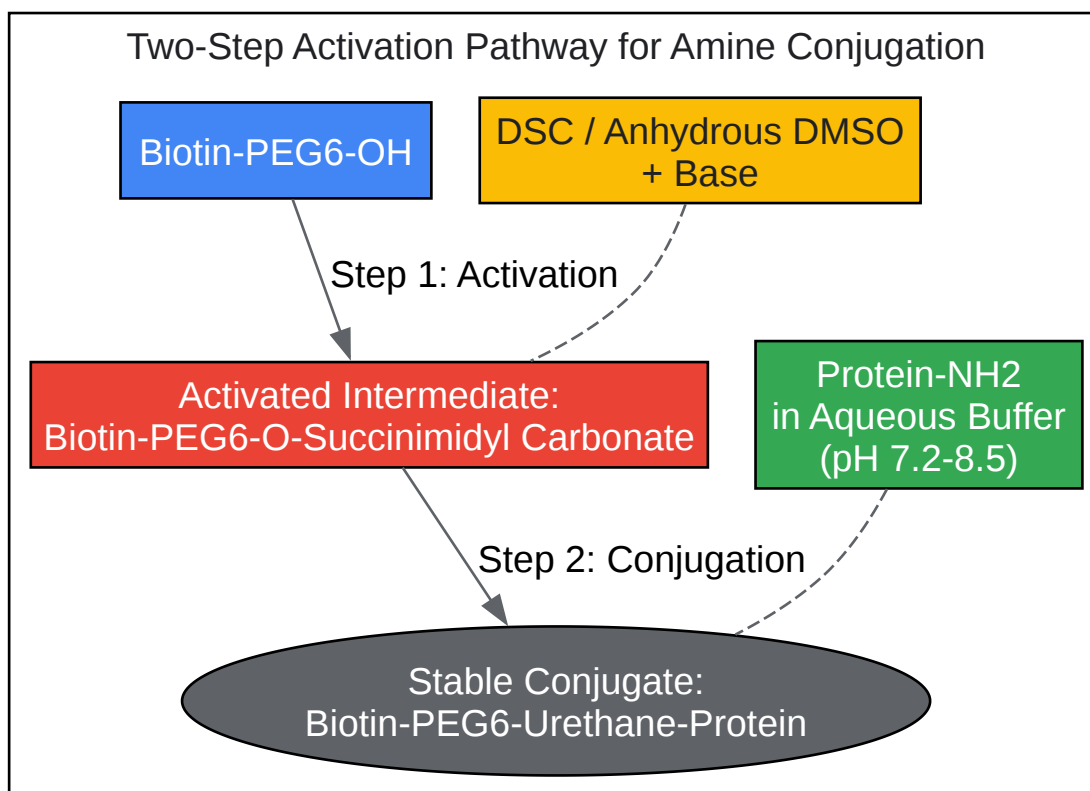 Two-Step Activation Pathway for Amine Conjugation
Biotin-PEG6-OH
DSC / Anhydrous DMSO
+ Base
Step 1: Activation
Activated Intermediate:
Biotin-PEG6-O-Succinimidyl Carbonate
Protein-NH2
in Aqueous Buffer
(pH 7.2-8.5)
Step 2: Conjugation
Stable Conjugate:
Biotin-PEG6-Urethane-Protein